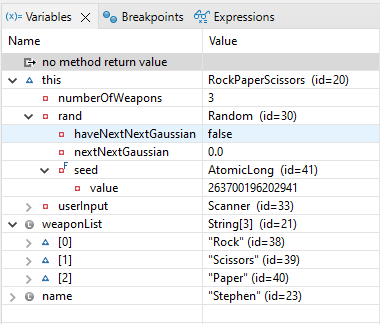 (x)= Variables Breakpoints Expressions
Name Value
no method return value
this RockPaperScissors (id=20)
numberOfWeapons 3
rand Random (id=30)
haveNextNextGaussian false
nextNextGaussian 0.0
F seed AtomicLong (id=41)
value 263700196202941
userInput Scanner (id=33)
C weaponList String[3] (id=21)
[0] "Rock" (id=38)
[1] "Scissors" (id=39)
[2] "Paper" (id=40)
C name "Stephen" (id=23)